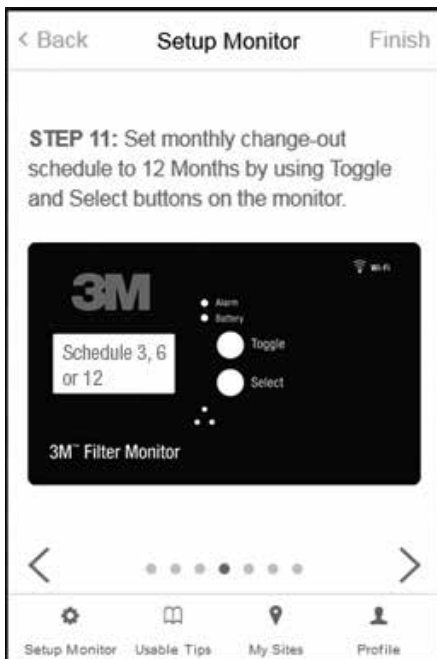 < Back Setup Monitor Finish
STEP 11: Set monthly change-out
schedule to 12 Months by using Toggle
and Select buttons on the monitor.
Wi-Fi
3M
Alarm
Battery
Toggle
Schedule 3, 6
or 12
Select
3M™ Filter Monitor
Setup Monitor Usable Tips My Sites Profile